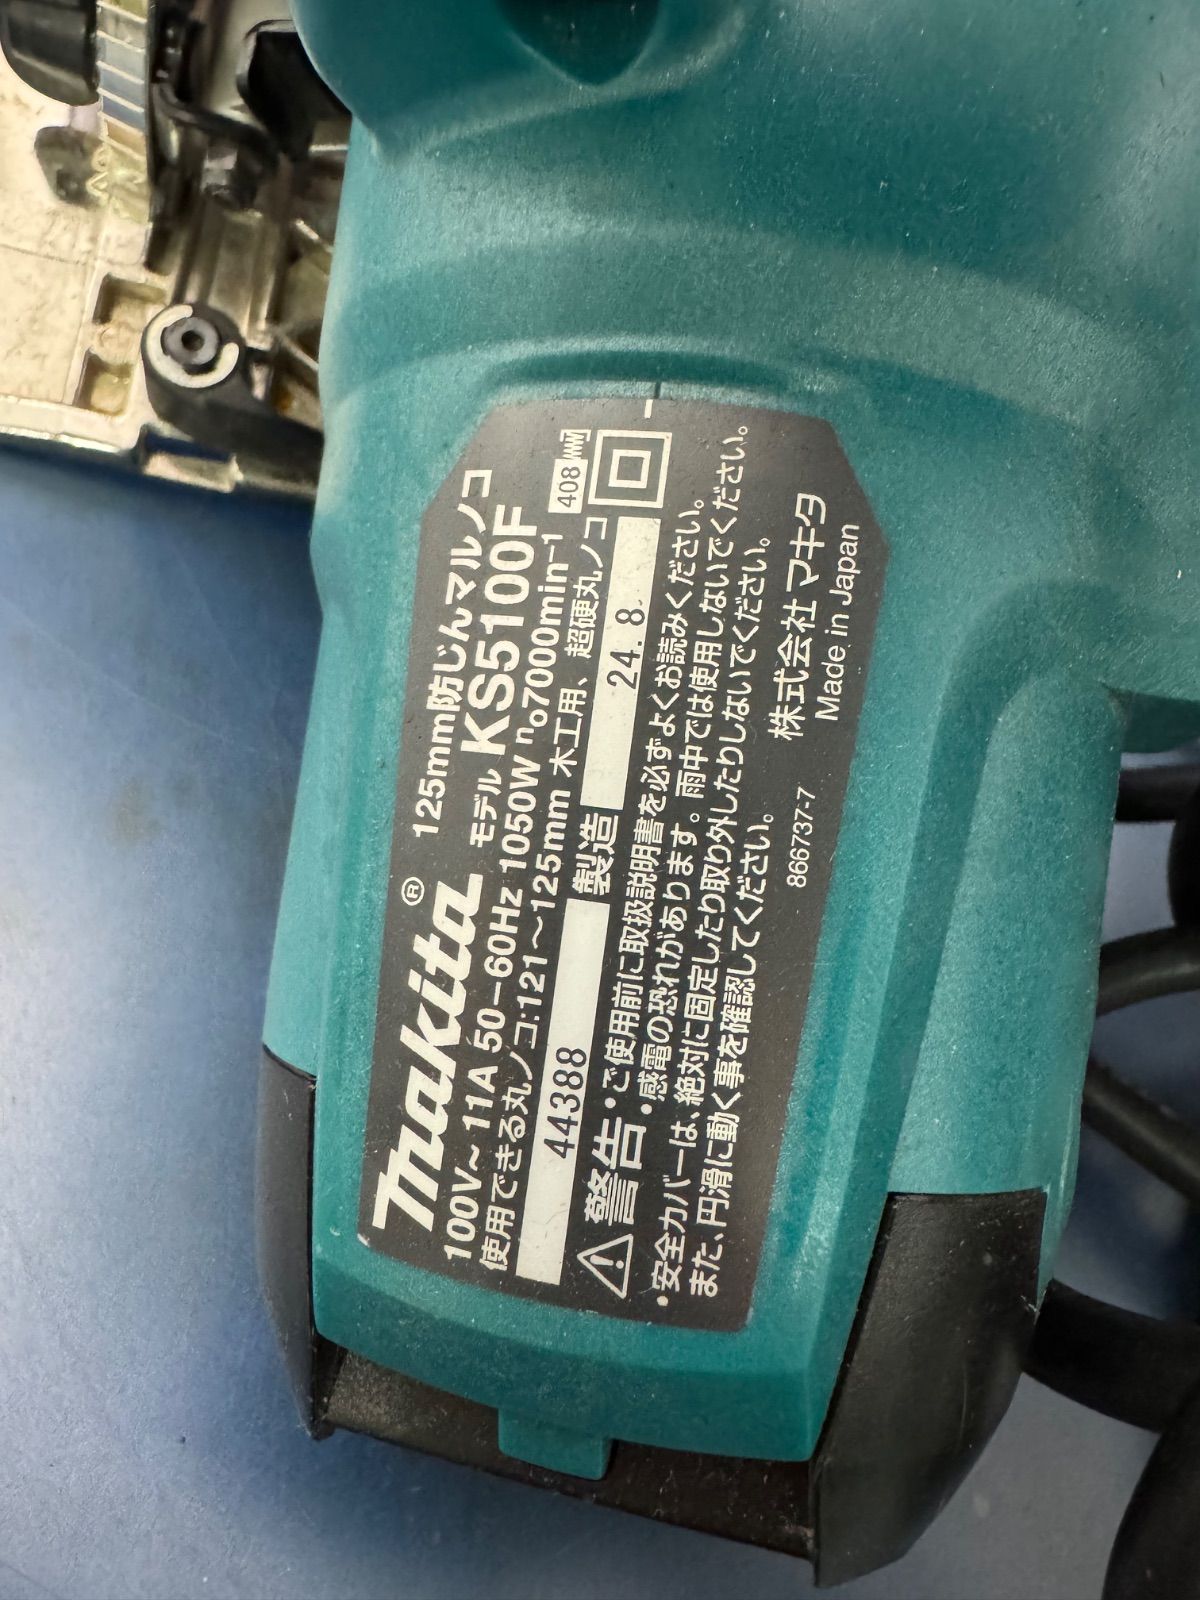 makita®
125mm防じんマルノコ
モデル KS5100F
100V～ 11A 50－60Hz 1050W n₀7000min⁻¹
使用できる丸ノコ:121～125mm 木工用、超硬丸ノコ
408
44388 製造 24.8.
警告
・ご使用前に取扱説明書を必ずよくお読みください。
・感電の恐れがあります。雨中では使用しないでください。
・安全カバーは、絶対に固定したり取り外したりしないでください。
また、円滑に動く事を確認してください。
866737-7
株式会社マキタ
Made in Japan